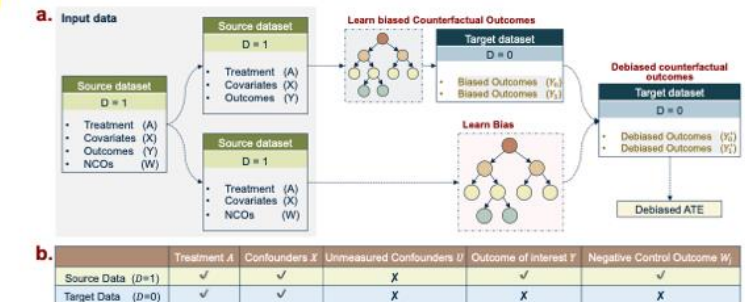 a.
Input data
Source dataset
D = 1
• Treatment (A)
• Covariates (X)
• Outcomes (Y)
• NCOs (W)
Source dataset
D = 1
• Treatment (A)
• Covariates (X)
• Outcomes (Y)
Source dataset
D = 1
• Treatment (A)
• Covariates (X)
• NCOs (W)
Learn biased Counterfactual Outcomes
Target dataset
D = 0
• Biased Outcomes (Y₀)
• Biased Outcomes (Y₁)
Learn Bias
Debiased counterfactual
outcomes
Target dataset
D = 0
• Debiased Outcomes (Y₀*)
• Debiased Outcomes (Y₁*)
Debiased ATE
b.
Treatment A Confounders X Unmeasured Confounders U Outcome of interest Y Negative Control Outcome Wⱼ
Source Data (D=1) ✓ ✓ ✗ ✓ ✓
Target Data (D=0) ✓ ✓ ✗ ✗ ✗